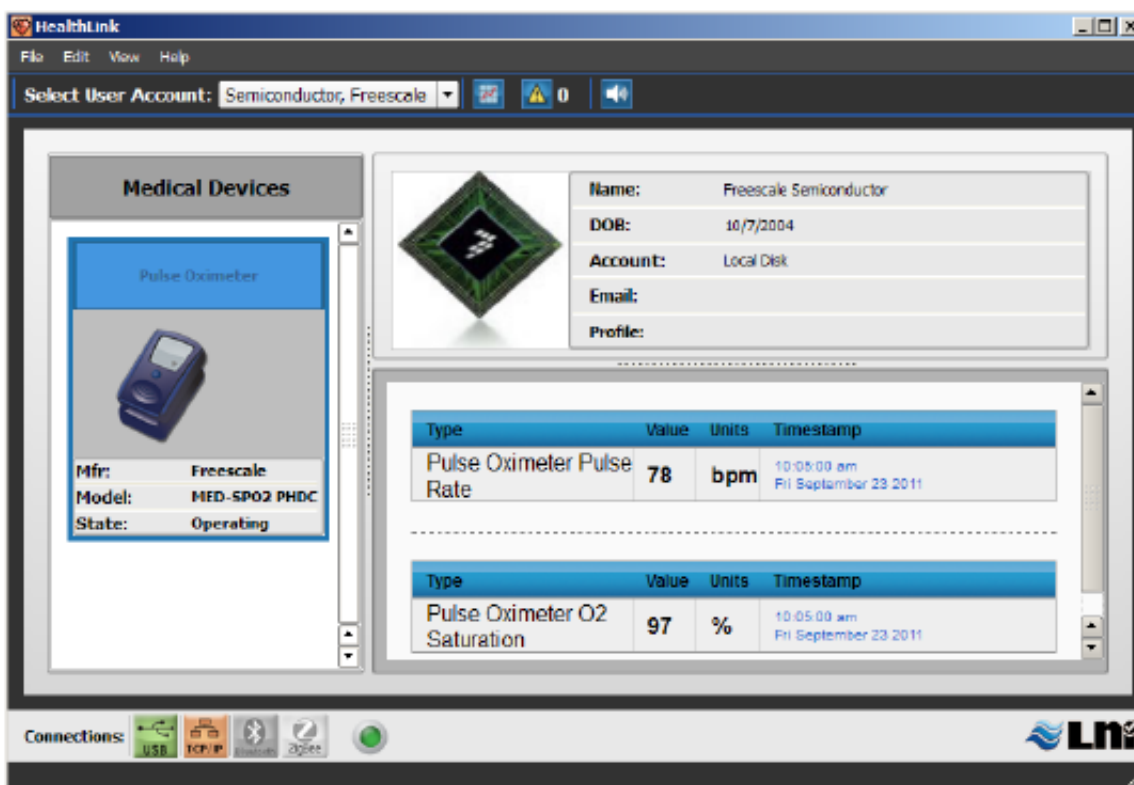 HealthLink
File Edit View Help
Select User Account: Semiconductor, Freescale 0
Medical Devices
Pulse Oximeter
Mfr: Freescale
Model: MED-SPO2 PHDC
State: Operating
Name: Freescale Semiconductor
DOB: 10/7/2004
Account: Local Disk
Email:
Profile:
Type Value Units Timestamp
Pulse Oximeter Pulse
Rate 78 bpm 10:05:00 am
Fri September 23 2011
Type Value Units Timestamp
Pulse Oximeter O2
Saturation 97 % 10:05:00 am
Fri September 23 2011
Connections: USB TCP/IP Bluetooth ZigBee